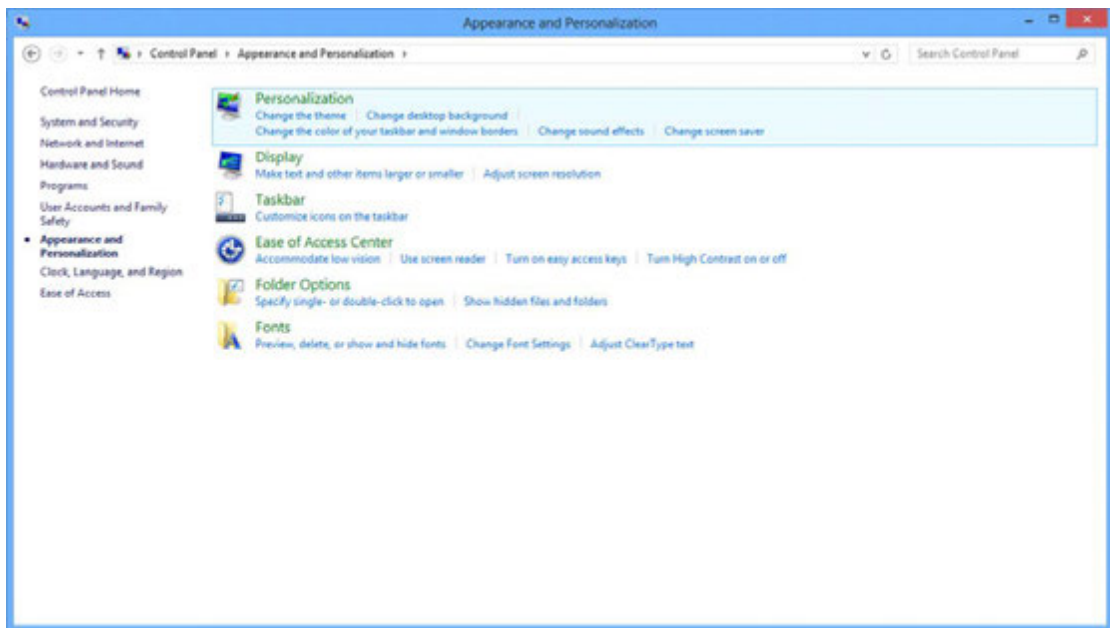 Appearance and Personalization
Control Panel Appearance and Personalization
Search Control Panel
Control Panel Home
System and Security
Network and Internet
Hardware and Sound
Programs
User Accounts and Family
Safety
Appearance and
Personalization
Clock, Language, and Region
Ease of Access
Personalization
Change the theme Change desktop background
Change the color of your taskbar and window borders Change sound effects Change screen saver
Display
Make text and other items larger or smaller Adjust screen resolution
Taskbar
Customize icons on the taskbar
Ease of Access Center
Accommodate low vision Use screen reader Turn on easy access keys Turn High Contrast on or off
Folder Options
Specify single- or double-click to open Show hidden files and folders
Fonts
Preview, delete, or show and hide fonts Change Font Settings Adjust ClearType text